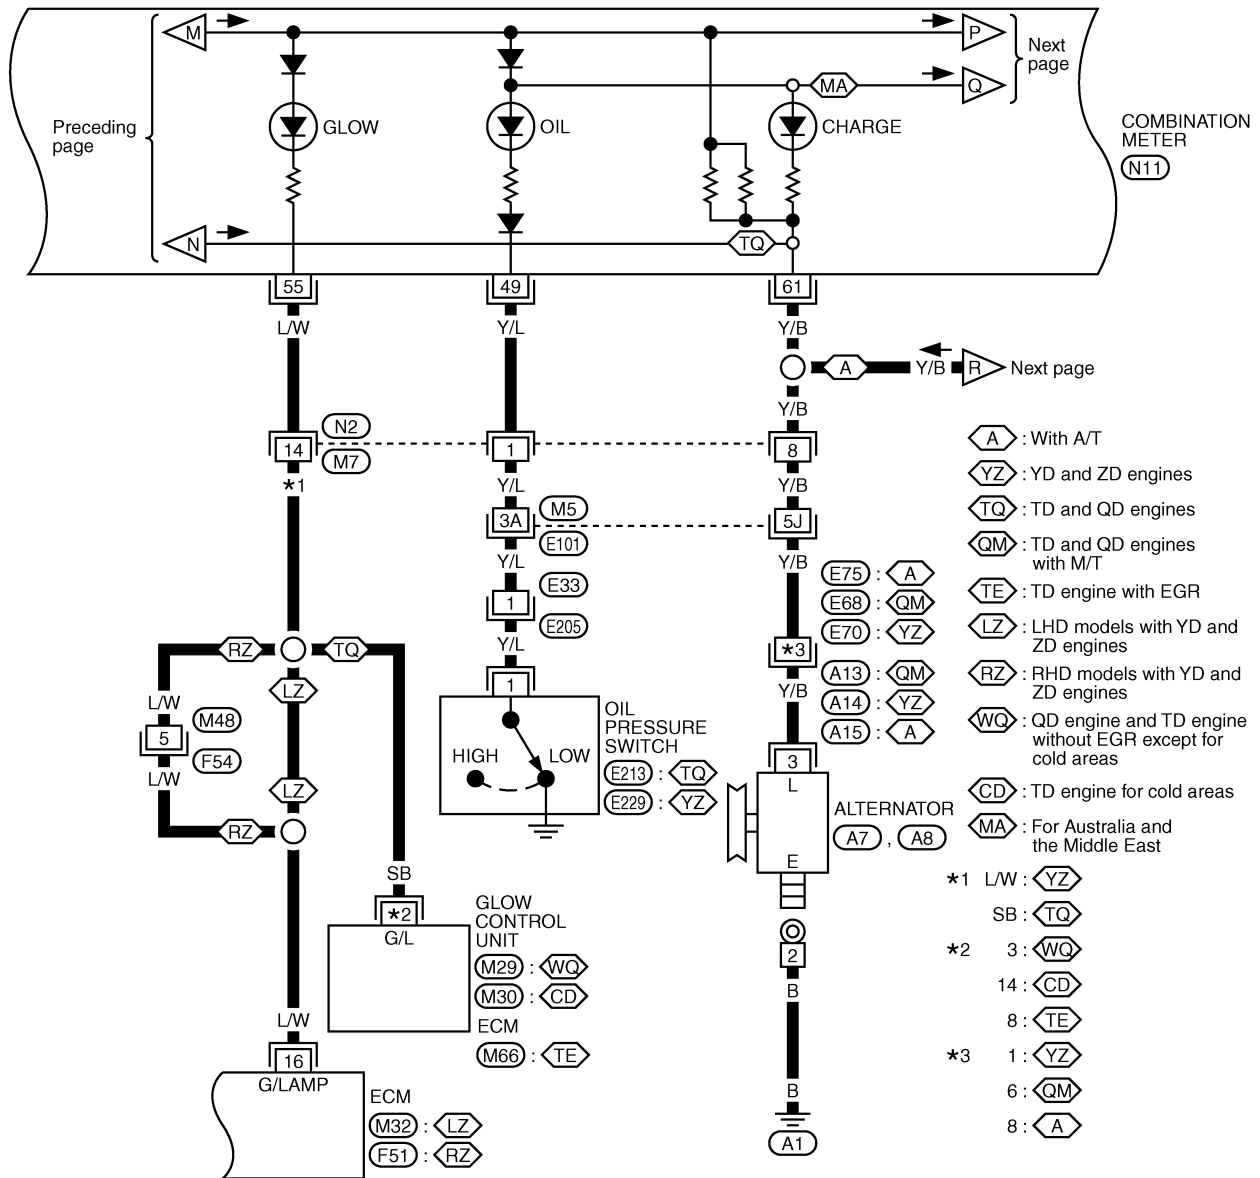 M
P
Next
page
Q
MA
Preceding
page
GLOW
OIL
CHARGE
COMBINATION
METER
N11
N
TQ
55
49
61
L/W
Y/L
Y/B
A
Y/B
R
Next page
Y/B
N2
14
M7
1
8
*1
Y/L
Y/B
3A
M5
E101
5J
Y/L
Y/B
E33
1
E205
Y/L
E75 : A
E68 : QM
E70 : YZ
*3
A13 : QM
A14 : YZ
A15 : A
Y/B
RZ
TQ
LZ
L/W
5
M48
F54
L/W
LZ
RZ
1
OIL
PRESSURE
SWITCH
HIGH
LOW
E213 : TQ
E229 : YZ
3
L
ALTERNATOR
A7 , A8
E
2
B
B
A1
SB
*2
G/L
GLOW
CONTROL
UNIT
M29 : WQ
M30 : CD
ECM
M66 : TE
L/W
16
G/LAMP
ECM
M32 : LZ
F51 : RZ
A : With A/T
YZ : YD and ZD engines
TQ : TD and QD engines
QM : TD and QD engines
with M/T
TE : TD engine with EGR
LZ : LHD models with YD and
ZD engines
RZ : RHD models with YD and
ZD engines
WQ : QD engine and TD engine
without EGR except for
cold areas
CD : TD engine for cold areas
MA : For Australia and
the Middle East
*1 L/W : YZ
SB : TQ
*2 3 : WQ
14 : CD
8 : TE
*3 1 : YZ
6 : QM
8 : A